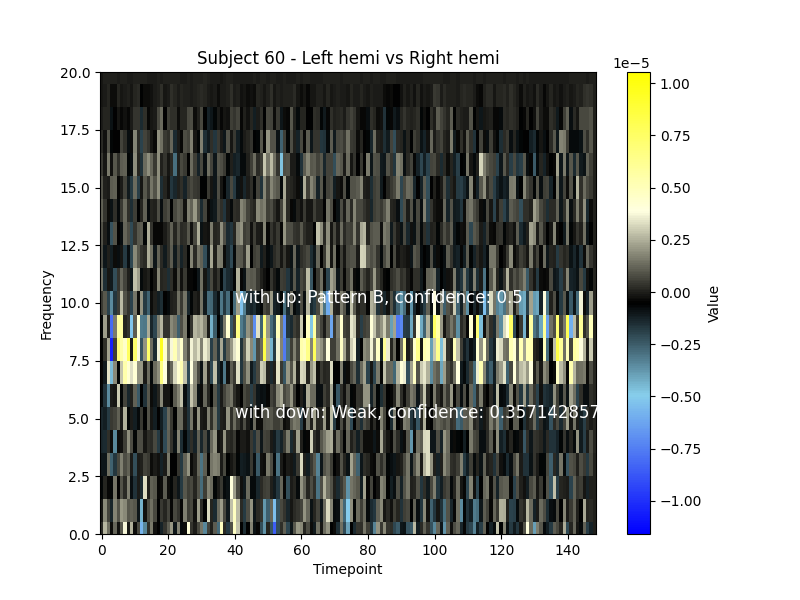 Subject 60 - Left hemi vs Right hemi
1e−5
20.0
17.5
15.0
12.5
10.0
7.5
5.0
2.5
0.0
Frequency
with up: Pattern B, confidence: 0.5
with down: Weak, confidence: 0.357142857
0 20 40 60 80 100 120 140
Timepoint
1.00
0.75
0.50
0.25
0.00
−0.25
−0.50
−0.75
−1.00
Value